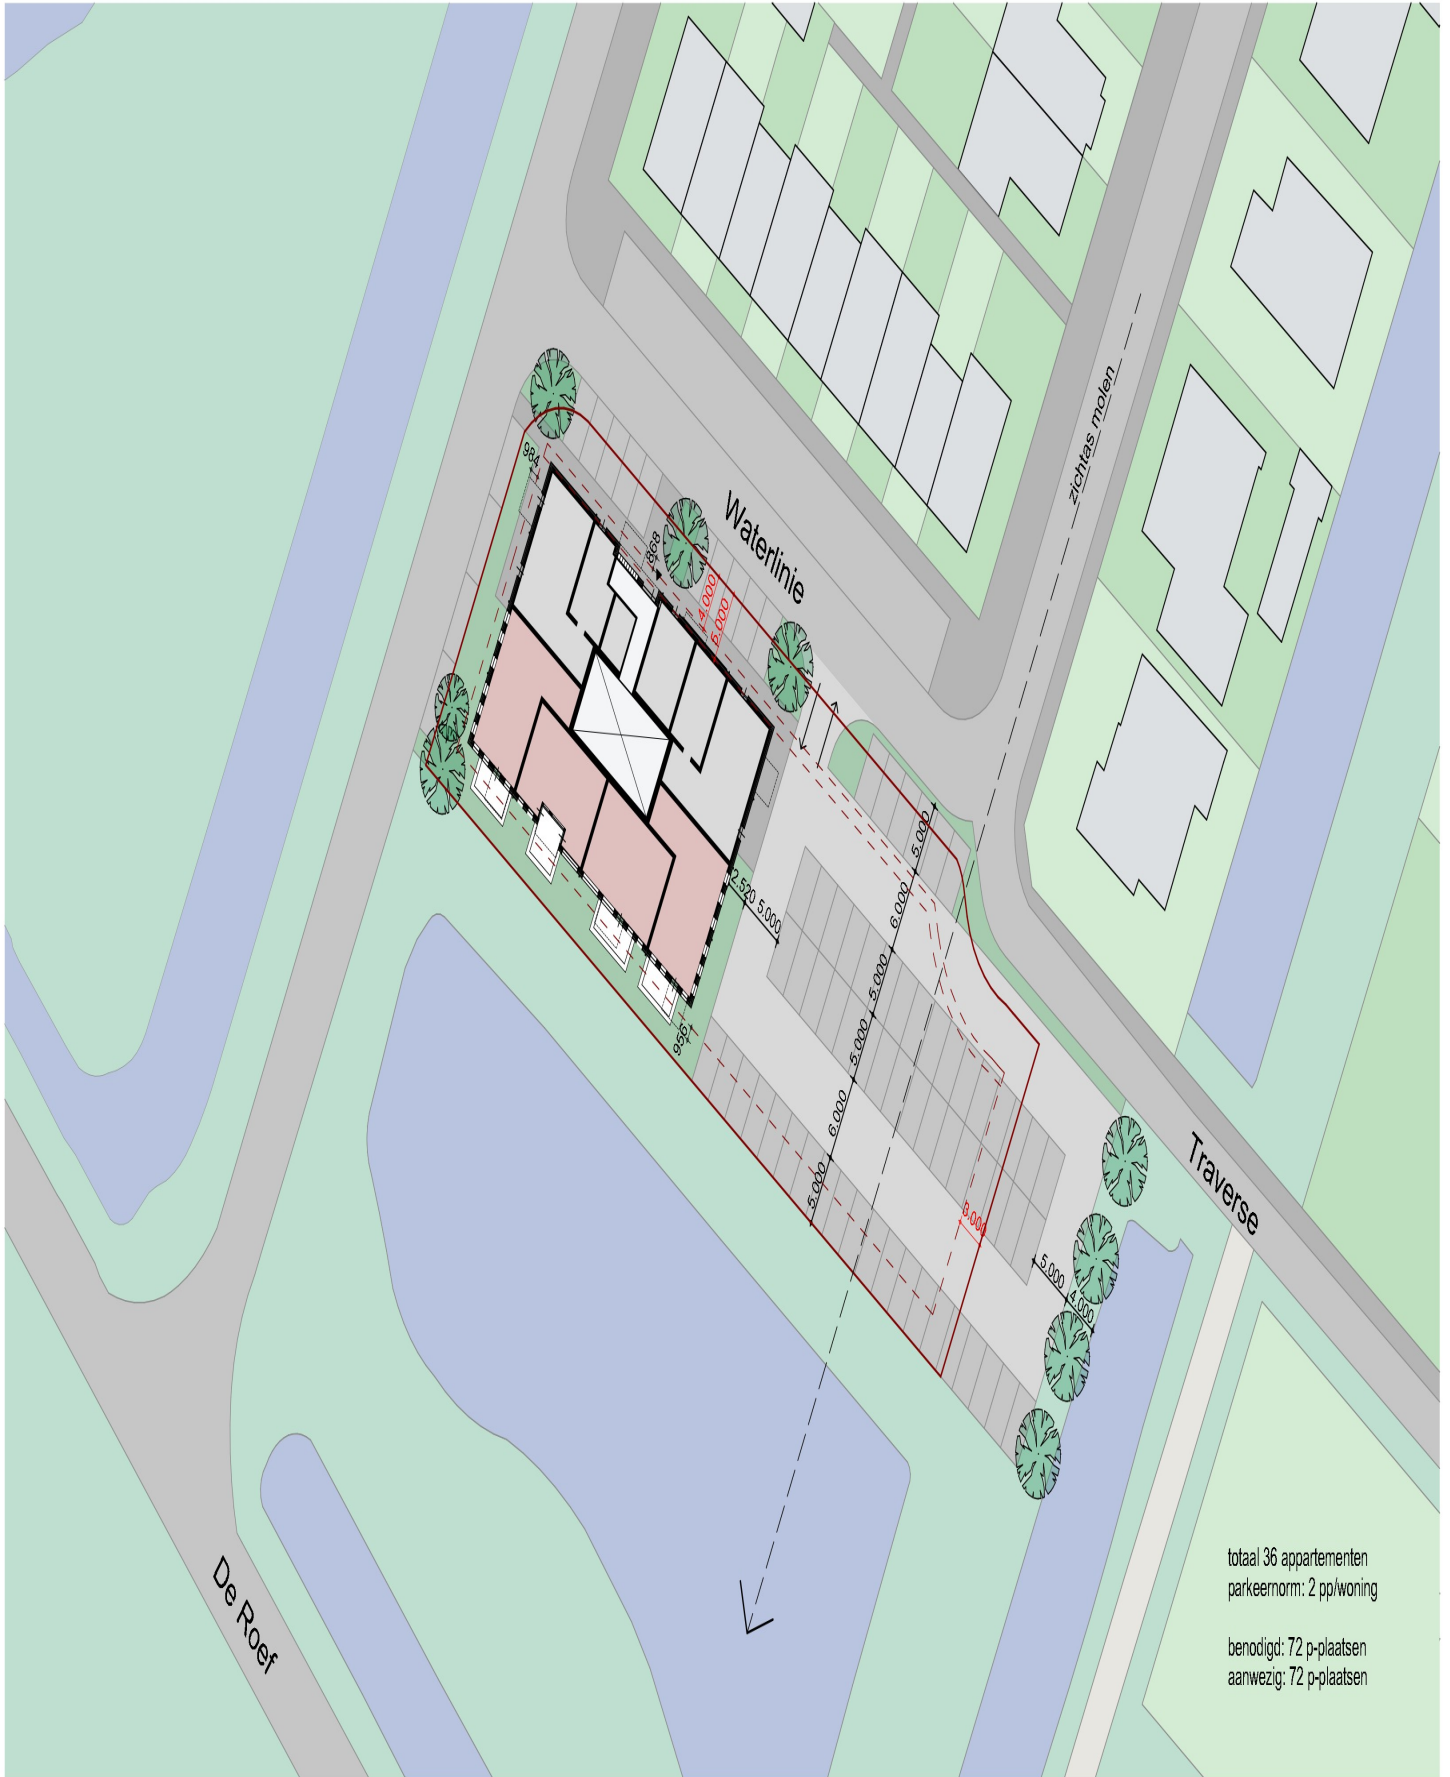 zichtas molen
984
Waterlinie
868
4.000
6.000
5.000
2.520 5.000
6.000
5.000
956
5.000
6.000
5.000
Traverse
3.000
5.000
4.000
De Roef
totaal 36 appartementen
parkeernorm: 2 pp/woning
benodigd: 72 p-plaatsen
aanwezig: 72 p-plaatsen